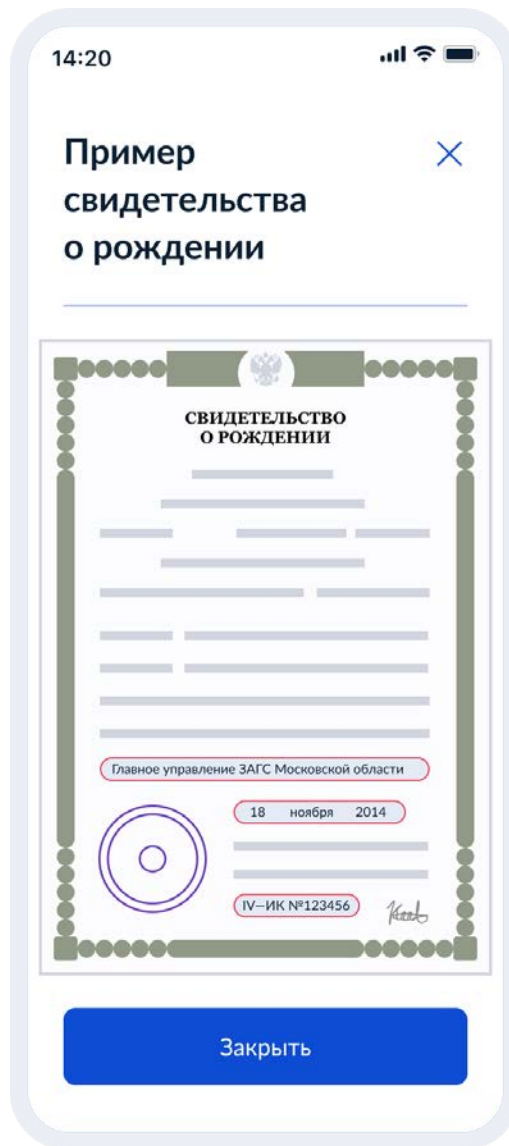 14:20
Пример
свидетельства
о рождении
СВИДЕТЕЛЬСТВО
О РОЖДЕНИИ
Главное управление ЗАГС Московской области
18 ноября 2014
IV–ИК №123456
Закрыть